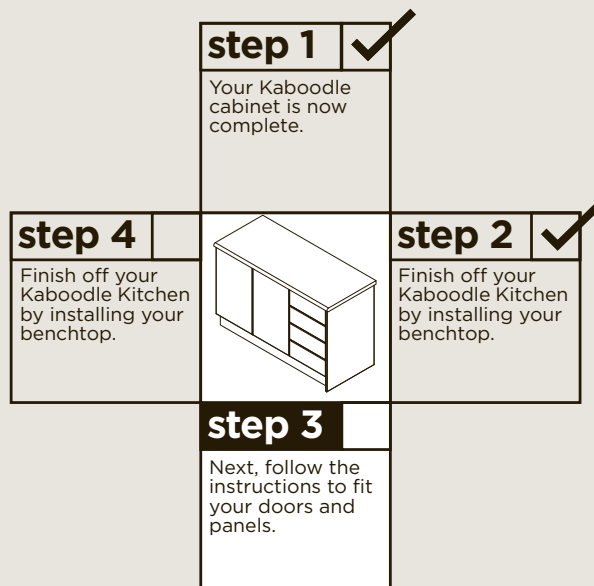 step 1
Your Kaboodle
cabinet is now
complete.
step 2
Finish off your
Kaboodle Kitchen
by installing your
benchtop.
step 3
Next, follow the
instructions to fit
your doors and
panels.
step 4
Finish off your
Kaboodle Kitchen
by installing your
benchtop.